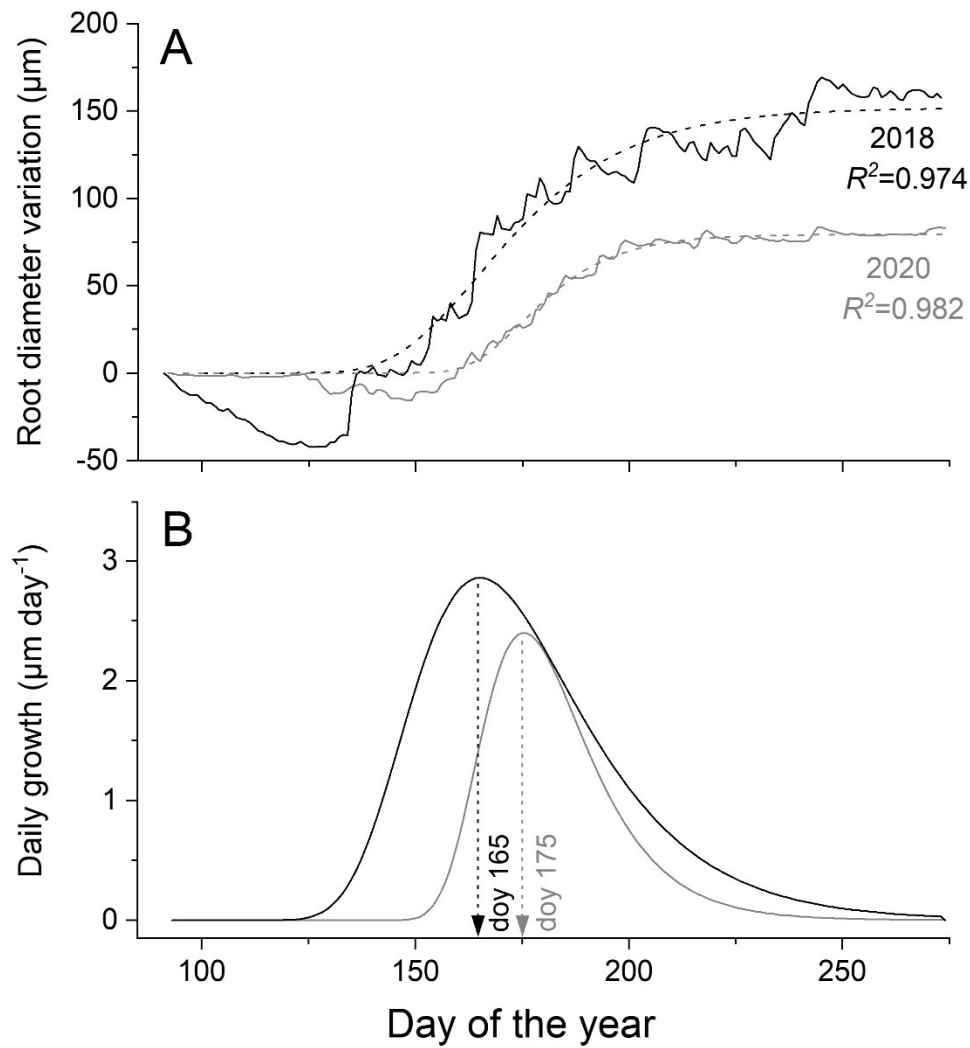 A
Root diameter variation (μm)
200
150
100
50
0
-50
2018
R²=0.974
2020
R²=0.982
B
Daily growth (μm day⁻¹)
3
2
1
0
doy 165
doy 175
100
150
200
250
Day of the year